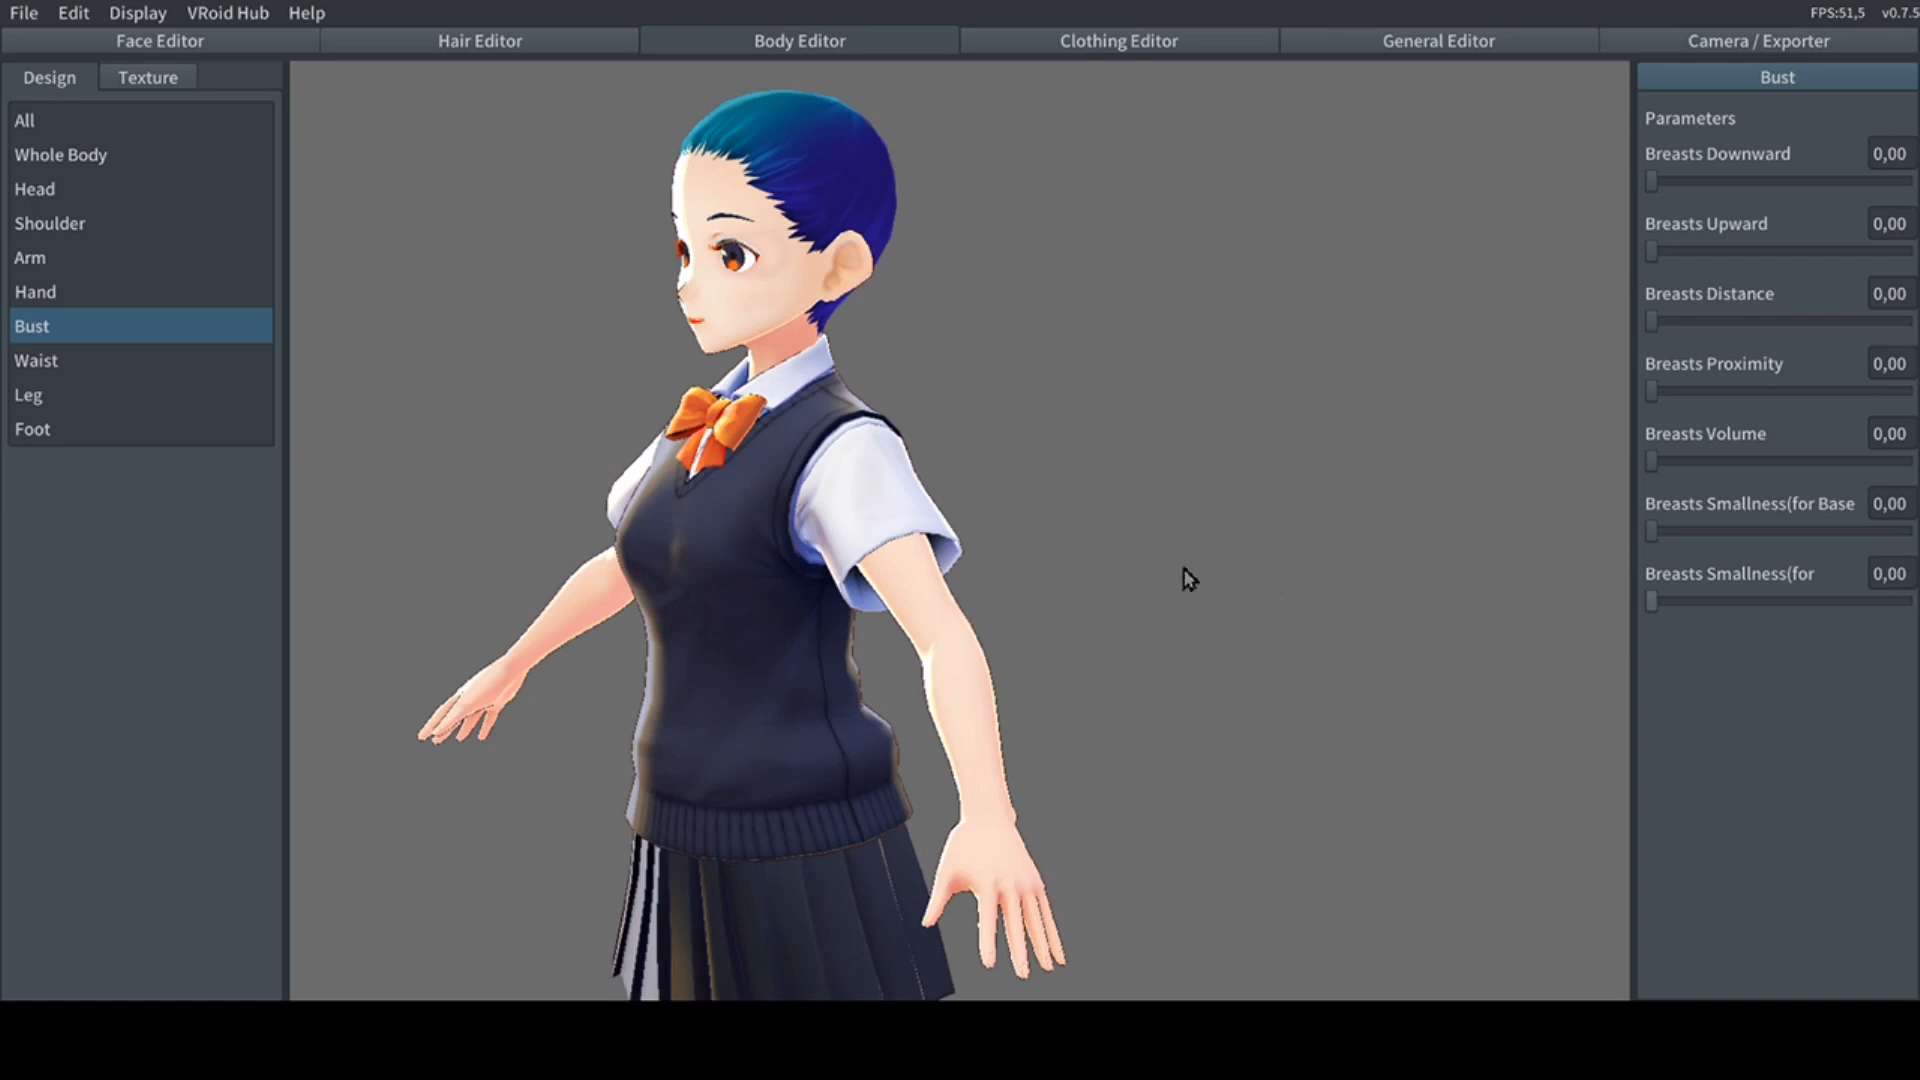 File Edit Display VRoid Hub Help FPS:51,5 v0.7.5
Face Editor Hair Editor Body Editor Clothing Editor General Editor Camera / Exporter
Design Texture
All
Whole Body
Head
Shoulder
Arm
Hand
Bust
Waist
Leg
Foot
Bust
Parameters
Breasts Downward 0,00
Breasts Upward 0,00
Breasts Distance 0,00
Breasts Proximity 0,00
Breasts Volume 0,00
Breasts Smallness(for Base 0,00
Breasts Smallness(for 0,00